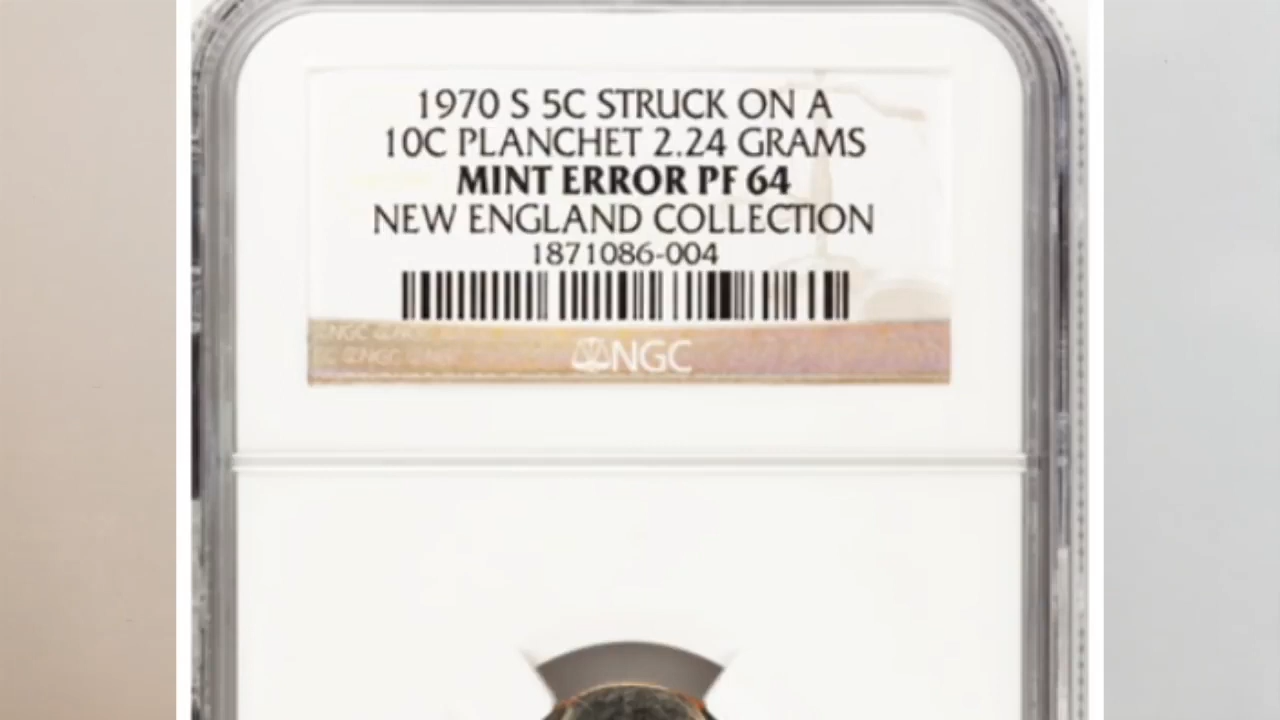 1970 S 5C STRUCK ON A
10C PLANCHET 2.24 GRAMS
MINT ERROR PF 64
NEW ENGLAND COLLECTION
1871086-004
NGC